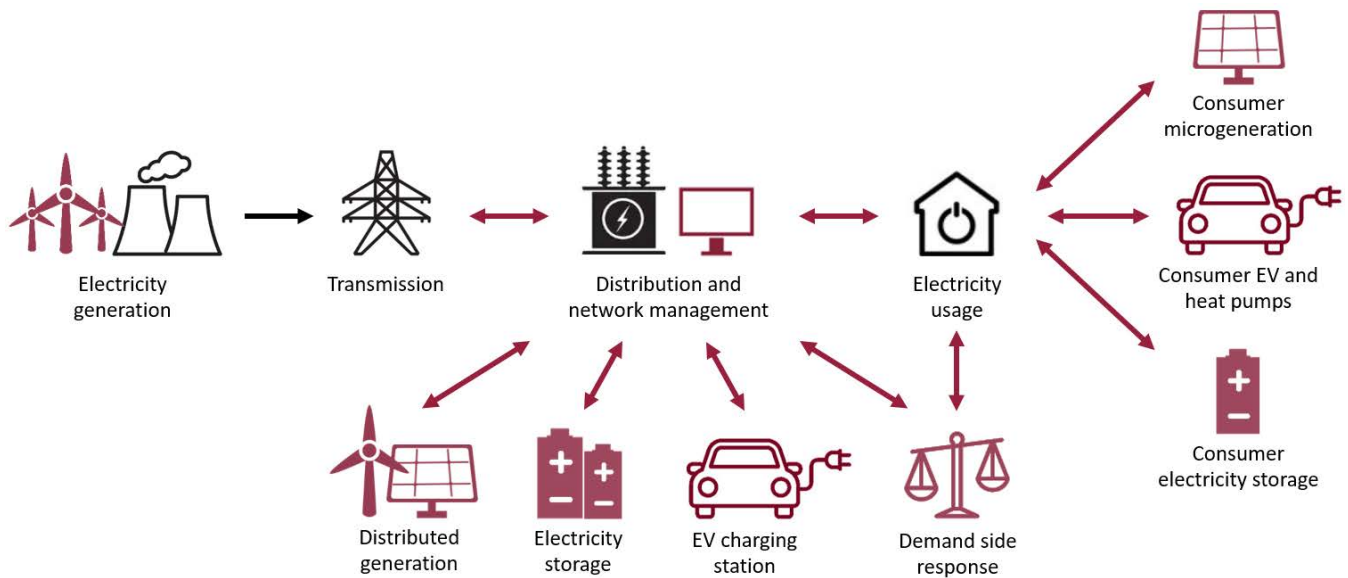 Consumer
microgeneration
Electricity
generation
Transmission
Distribution and
network management
Electricity
usage
Consumer EV and
heat pumps
Consumer
electricity storage
Distributed
generation
Electricity
storage
EV charging
station
Demand side
response